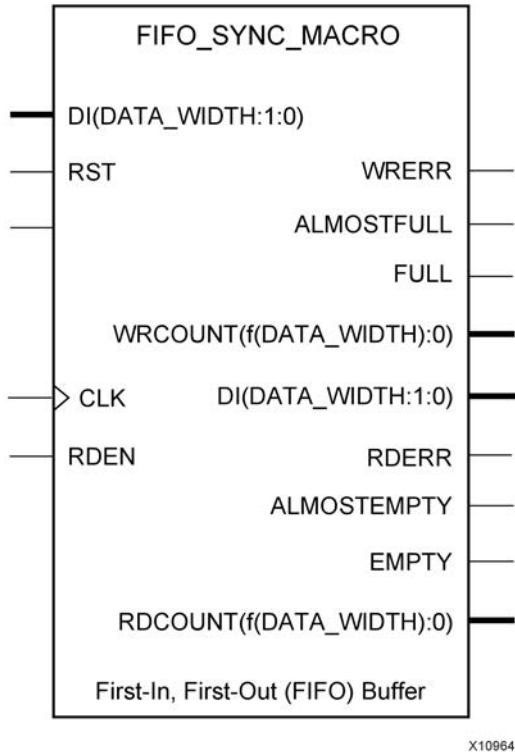 FIFO_SYNC_MACRO
DI(DATA_WIDTH:1:0)
RST
WRERR
ALMOSTFULL
FULL
WRCOUNT(f(DATA_WIDTH):0)
CLK
DI(DATA_WIDTH:1:0)
RDEN
RDERR
ALMOSTEMPTY
EMPTY
RDCOUNT(f(DATA_WIDTH):0)
First-In, First-Out (FIFO) Buffer
X10964